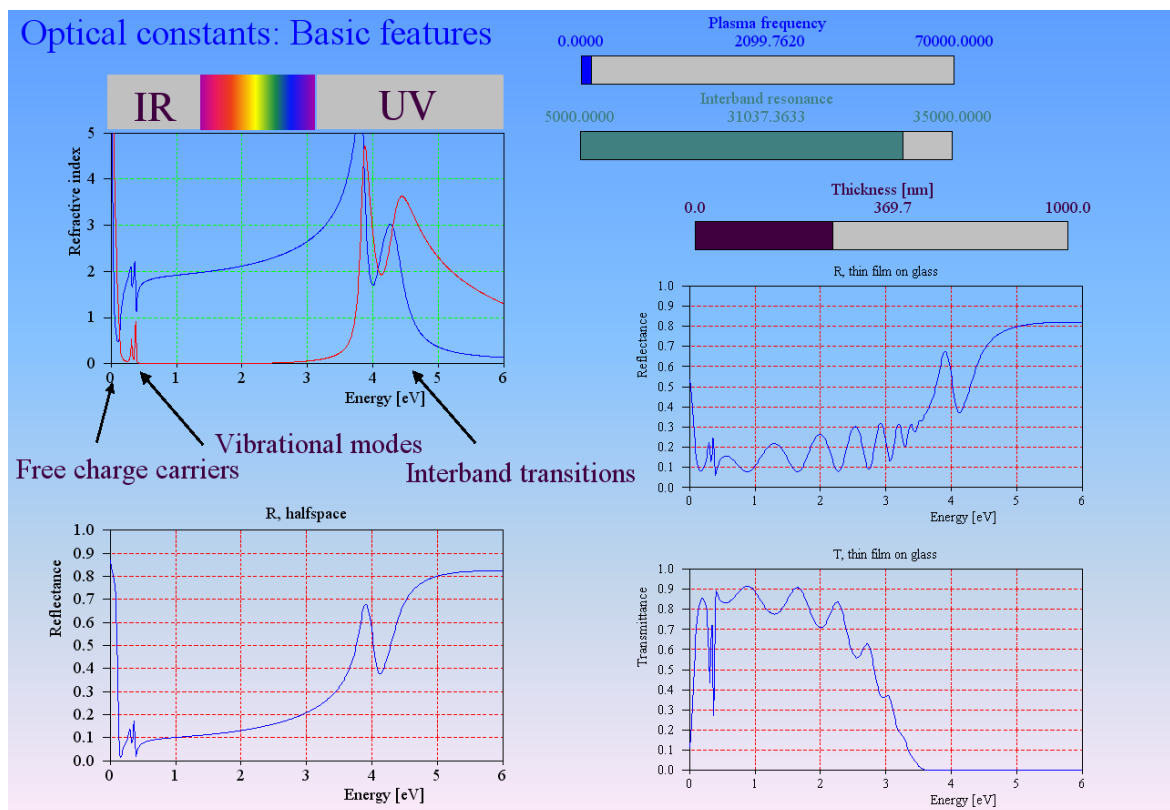 Optical constants: Basic features
Plasma frequency
0.0000 2099.7620 70000.0000
Interband resonance
5000.0000 31037.3633 35000.0000
Thickness [nm]
0.0 369.7 1000.0
IR UV
Refractive index
5
4
3
2
1
0
0 1 2 3 4 5 6
Energy [eV]
Free charge carriers
Vibrational modes
Interband transitions
R, thin film on glass
Reflectance
1.0
0.9
0.8
0.7
0.6
0.5
0.4
0.3
0.2
0.1
0.0
0 1 2 3 4 5 6
Energy [eV]
R, halfspace
Reflectance
1.0
0.9
0.8
0.7
0.6
0.5
0.4
0.3
0.2
0.1
0.0
0 1 2 3 4 5 6
Energy [eV]
T, thin film on glass
Transmittance
1.0
0.9
0.8
0.7
0.6
0.5
0.4
0.3
0.2
0.1
0.0
0 1 2 3 4 5 6
Energy [eV]